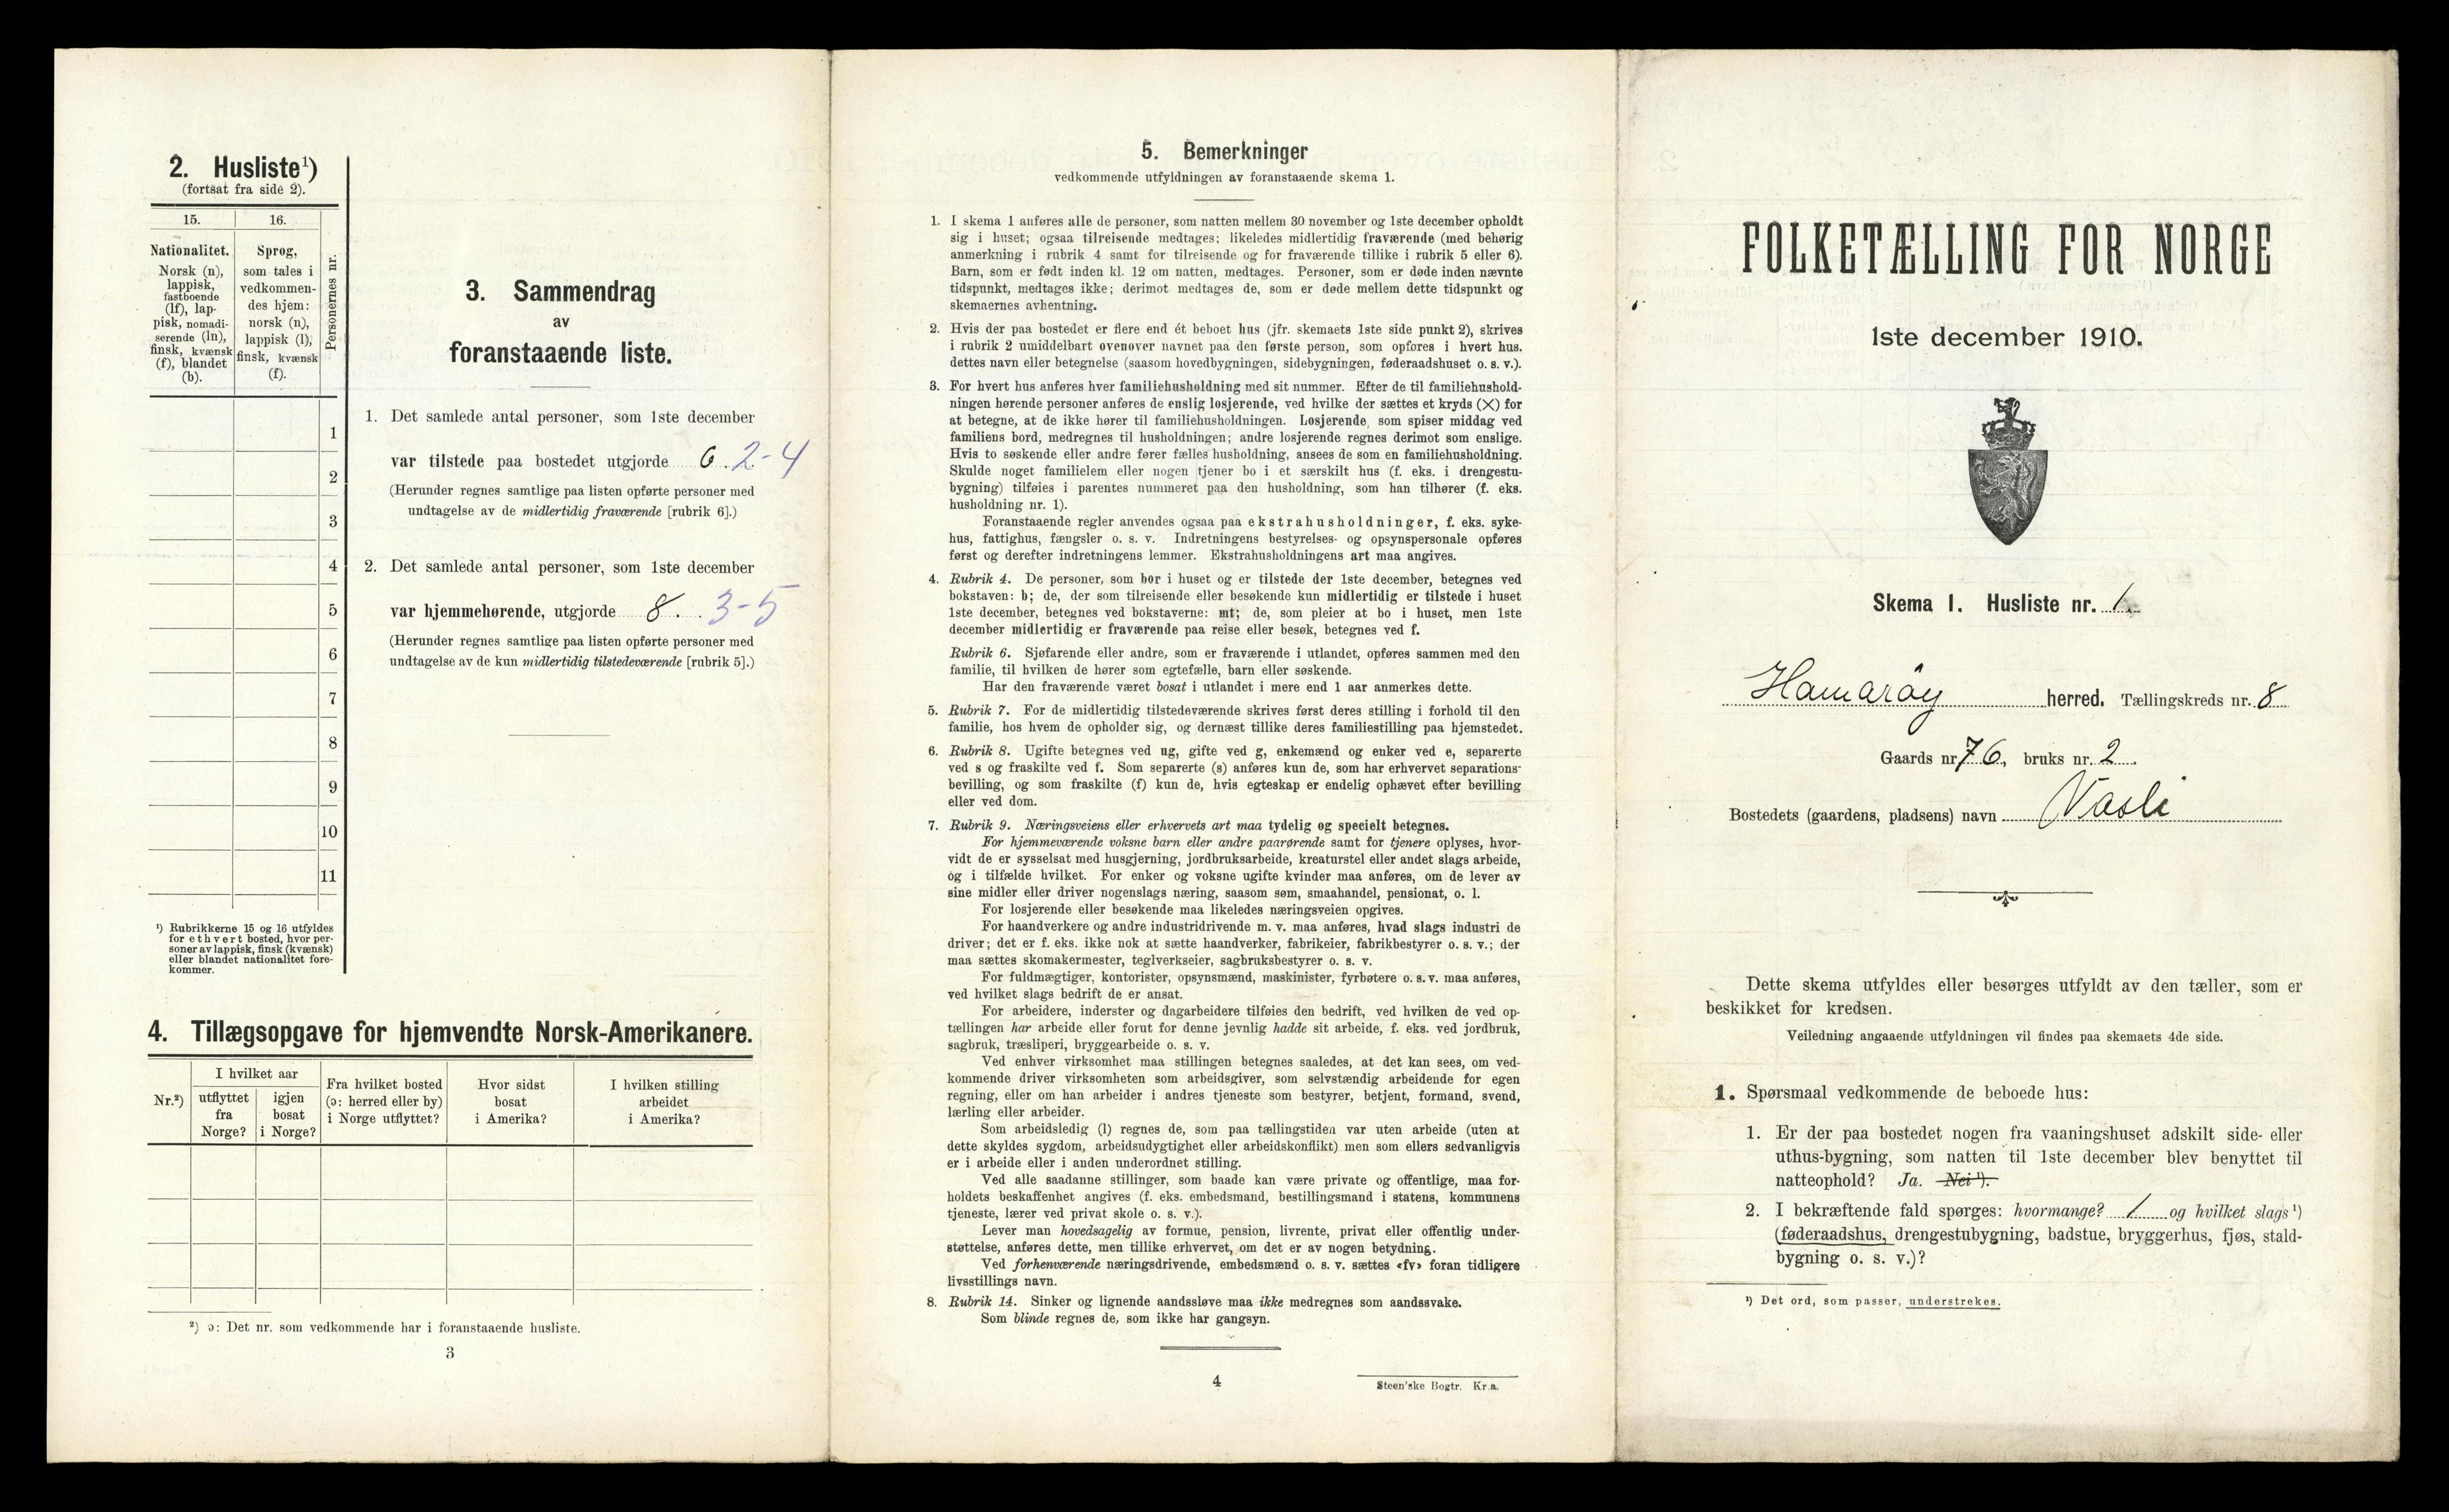 2. Husliste¹)
(fortsat fra side 2).
15. 16.
Personernes nr.
Nationalitet.
Norsk (n),
lappisk,
fastboende
(lf), lap-
pisk, nomadi-
serende (ln),
finsk, kvænsk
(f), blandet
(b).
Sprog,
som tales i
vedkommen-
des hjem:
norsk (n),
lappisk (l),
finsk, kvænsk
(f).
1
2
3
4
5
6
7
8
9
10
11
¹) Rubrikkerne 15 og 16 utfyldes
for ethvert bosted, hvor per-
soner av lappisk, finsk (kvænsk)
eller blandet nationalitet fore-
kommer.
3. Sammendrag
av
foranstaaende liste.
1. Det samlede antal personer, som 1ste december
var tilstede paa bostedet utgjorde 6. 2-4
(Herunder regnes samtlige paa listen opførte personer med
undtagelse av de midlertidig fraværende [rubrik 6].)
2. Det samlede antal personer, som 1ste december
var hjemmehørende, utgjorde 8. 3-5
(Herunder regnes samtlige paa listen opførte personer med
undtagelse av de kun midlertidig tilstedeværende [rubrik 5].)
4. Tillægsopgave for hjemvendte Norsk-Amerikanere.
Nr.²)
I hvilket aar
utflyttet
fra
Norge?
igjen
bosat
i Norge?
Fra hvilket bosted
(ɔ: herred eller by)
i Norge utflyttet?
Hvor sidst
bosat
i Amerika?
I hvilken stilling
arbeidet
i Amerika?
²) ɔ: Det nr. som vedkommende har i foranstaaende husliste.
3
5. Bemerkninger
vedkommende utfyldningen av foranstaaende skema 1.
1. I skema 1 anføres alle de personer, som natten mellem 30 november og 1ste december opholdt
sig i huset; ogsaa tilreisende medtages; likeledes midlertidig fraværende (med behørig
anmerkning i rubrik 4 samt for tilreisende og for fraværende tillike i rubrik 5 eller 6).
Barn, som er født inden kl. 12 om natten, medtages. Personer, som er døde inden nævnte
tidspunkt, medtages ikke; derimot medtages de, som er døde mellem dette tidspunkt og
skemaernes avhentning.
2. Hvis der paa bostedet er flere end ét beboet hus (jfr. skemaets 1ste side punkt 2), skrives
i rubrik 2 umiddelbart ovenover navnet paa den første person, som opføres i hvert hus.
dettes navn eller betegnelse (saasom hovedbygningen, sidebygningen, føderaadshuset o. s. v.).
3. For hvert hus anføres hver familiehusholdning med sit nummer. Efter de til familiehushold-
ningen hørende personer anføres de enslig losjerende, ved hvilke der sættes et kryds (×) for
at betegne, at de ikke hører til familiehusholdningen. Losjerende, som spiser middag ved
familiens bord, medregnes til husholdningen; andre losjerende regnes derimot som enslige.
Hvis to søskende eller andre fører fælles husholdning, ansees de som en familiehusholdning.
Skulde noget familielem eller nogen tjener bo i et særskilt hus (f. eks. i drengestu-
bygning) tilføies i parentes nummeret paa den husholdning, som han tilhører (f. eks.
husholdning nr. 1).
Foranstaaende regler anvendes ogsaa paa ekstrahusholdninger, f. eks. syke-
hus, fattighus, fængsler o. s. v. Indretningens bestyrelses- og opsynspersonale opføres
først og derefter indretningens lemmer. Ekstrahusholdningens art maa angives.
4. Rubrik 4. De personer, som bor i huset og er tilstede der 1ste december, betegnes ved
bokstaven: b; de, der som tilreisende eller besøkende kun midlertidig er tilstede i huset
1ste december, betegnes ved bokstaverne: mt; de, som pleier at bo i huset, men 1ste
december midlertidig er fraværende paa reise eller besøk, betegnes ved f.
Rubrik 6. Sjøfarende eller andre, som er fraværende i utlandet, opføres sammen med den
familie, til hvilken de hører som egtefælle, barn eller søskende.
Har den fraværende været bosat i utlandet i mere end 1 aar anmerkes dette.
5. Rubrik 7. For de midlertidig tilstedeværende skrives først deres stilling i forhold til den
familie, hos hvem de opholder sig, og dernæst tillike deres familiestilling paa hjemstedet.
6. Rubrik 8. Ugifte betegnes ved ug, gifte ved g, enkemænd og enker ved e, separerte
ved s og fraskilte ved f. Som separerte (s) anføres kun de, som har erhvervet separations-
bevilling, og som fraskilte (f) kun de, hvis egteskap er endelig ophævet efter bevilling
eller ved dom.
7. Rubrik 9. Næringsveiens eller erhvervets art maa tydelig og specielt betegnes.
For hjemmeværende voksne barn eller andre paarørende samt for tjenere oplyses, hvor-
vidt de er sysselsat med husgjerning, jordbruksarbeide, kreaturstel eller andet slags arbeide,
og i tilfælde hvilket. For enker og voksne ugifte kvinder maa anføres, om de lever av
sine midler eller driver nogenslags næring, saasom søm, smaahandel, pensionat, o. l.
For losjerende eller besøkende maa likeledes næringsveien opgives.
For haandverkere og andre industridrivende m. v. maa anføres, hvad slags industri de
driver; det er f. eks. ikke nok at sætte haandverker, fabrikeier, fabrikbestyrer o. s. v.; der
maa sættes skomakermester, teglverkseier, sagbruksbestyrer o. s. v.
For fuldmægtiger, kontorister, opsynsmænd, maskinister, fyrbøtere o. s. v. maa anføres,
ved hvilket slags bedrift de er ansat.
For arbeidere, inderster og dagarbeidere tilføies den bedrift, ved hvilken de ved op-
tællingen har arbeide eller forut for denne jevnlig hadde sit arbeide, f. eks. ved jordbruk,
sagbruk, træsliperi, bryggearbeide o. s. v.
Ved enhver virksomhet maa stillingen betegnes saaledes, at det kan sees, om ved-
kommende driver virksomheten som arbeidsgiver, som selvstændig arbeidende for egen
regning, eller om han arbeider i andres tjeneste som bestyrer, betjent, formand, svend,
lærling eller arbeider.
Som arbeidsledig (l) regnes de, som paa tællingstiden var uten arbeide (uten at
dette skyldes sygdom, arbeidsudygtighet eller arbeidskonflikt) men som ellers sedvanligvis
er i arbeide eller i anden underordnet stilling.
Ved alle saadanne stillinger, som baade kan være private og offentlige, maa for-
holdets beskaffenhet angives (f. eks. embedsmand, bestillingsmand i statens, kommunens
tjeneste, lærer ved privat skole o. s. v.).
Lever man hovedsagelig av formue, pension, livrente, privat eller offentlig under-
støttelse, anføres dette, men tillike erhvervet, om det er av nogen betydning.
Ved forhenværende næringsdrivende, embedsmænd o. s. v. sættes «fv» foran tidligere
livsstillings navn.
8. Rubrik 14. Sinker og lignende aandssløve maa ikke medregnes som aandssvake.
Som blinde regnes de, som ikke har gangsyn.
4
Steen'ske Bogtr. Kr.a.
FOLKETÆLLING FOR NORGE
1ste december 1910.
Skema 1. Husliste nr. 1.
Hamarøy herred. Tællingskreds nr. 8
Gaards nr. 76, bruks nr. 2.
Bostedets (gaardens, pladsens) navn Vasli
Dette skema utfyldes eller besørges utfyldt av den tæller, som er
beskikket for kredsen.
Veiledning angaaende utfyldningen vil findes paa skemaets 4de side.
1. Spørsmaal vedkommende de beboede hus:
1. Er der paa bostedet nogen fra vaaningshuset adskilt side- eller
uthus-bygning, som natten til 1ste december blev benyttet til
natteophold? Ja. Nei¹).
2. I bekræftende fald spørges: hvormange? 1 og hvilket slags¹)
(føderaadshus, drengestubygning, badstue, bryggerhus, fjøs, stald-
bygning o. s. v.)?
¹) Det ord, som passer, understrekes.